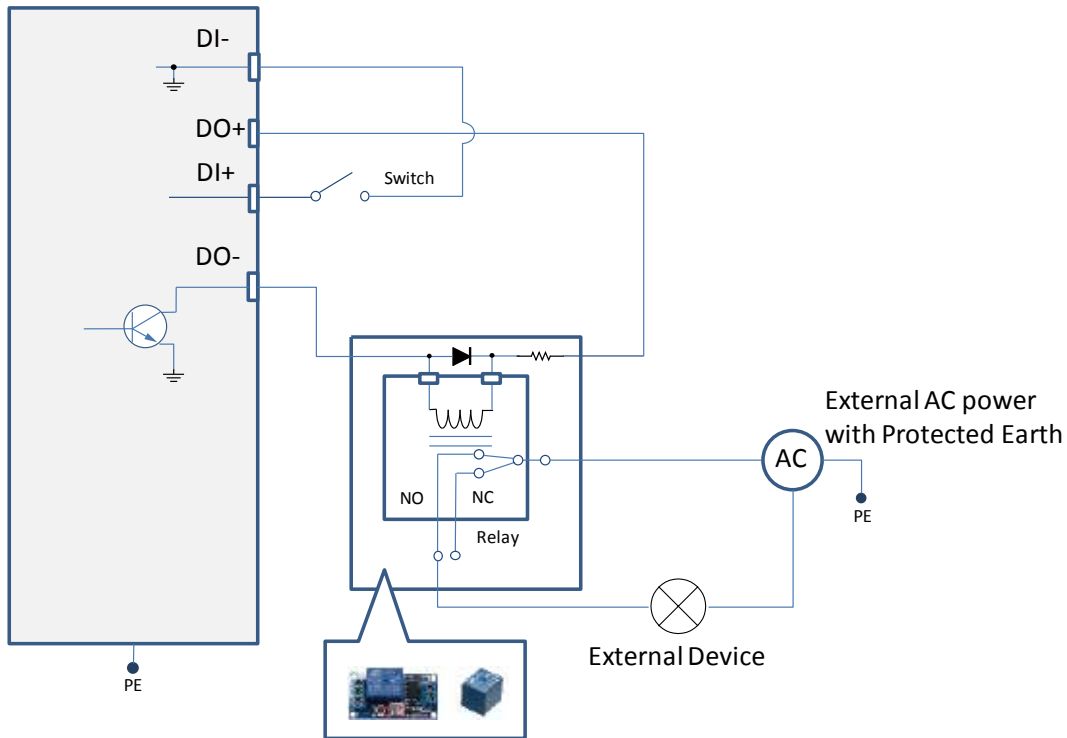 DI-
DO+
DI+
Switch
DO-
External AC power
with Protected Earth
AC
NO
NC
PE
Relay
External Device
PE